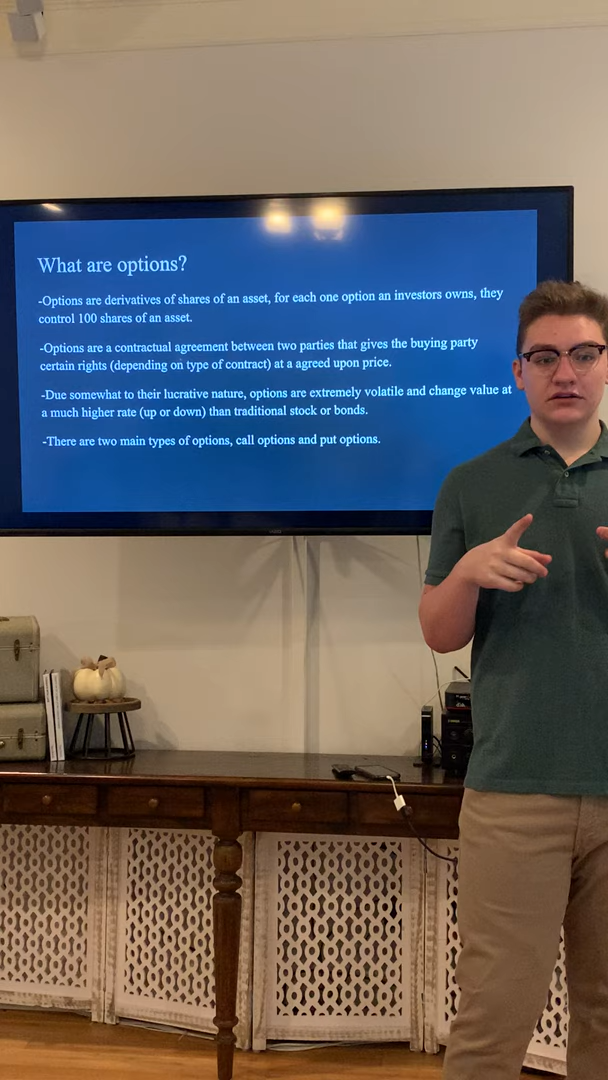 What are options?
-Options are derivatives of shares of an asset, for each one option an investors owns, they
control 100 shares of an asset.
-Options are a contractual agreement between two parties that gives the buying party
certain rights (depending on type of contract) at a agreed upon price.
-Due somewhat to their lucrative nature, options are extremely volatile and change value at
a much higher rate (up or down) than traditional stock or bonds.
-There are two main types of options, call options and put options.